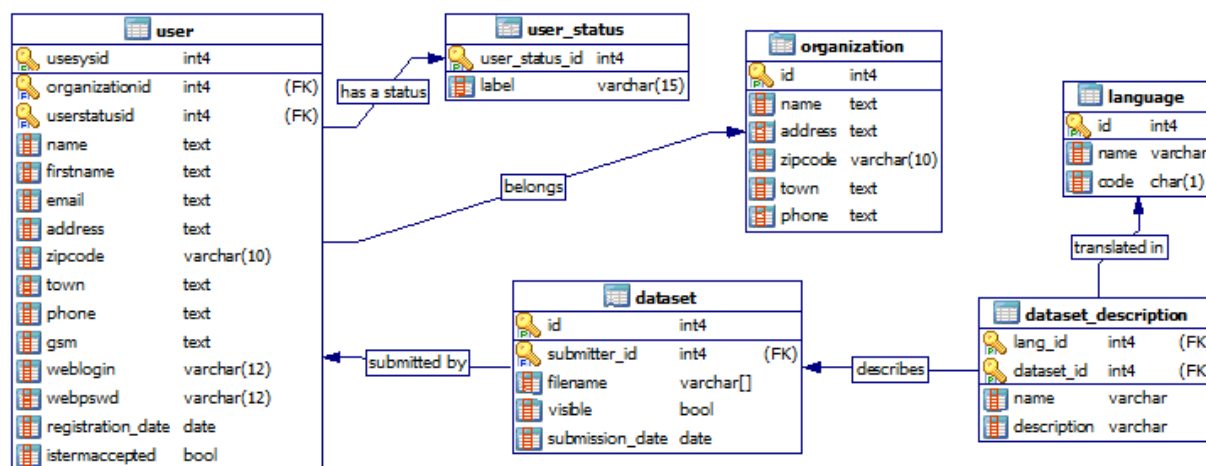 user
usesysid int4
organizationid int4 (FK)
userstatusid int4 (FK)
name text
firstname text
email text
address text
zipcode varchar(10)
town text
phone text
gsm text
weblogin varchar(12)
webpswd varchar(12)
registration_date date
istermaccepted bool
has a status
user_status
user_status_id int4
label varchar(15)
belongs
organization
id int4
name text
address text
zipcode varchar(10)
town text
phone text
language
id int4
name varchar
code char(1)
translated in
submitted by
dataset
id int4
submitter_id int4 (FK)
filename varchar[]
visible bool
submission_date date
describes
dataset_description
lang_id int4 (FK
dataset_id int4 (FK
name varchar
description varchar